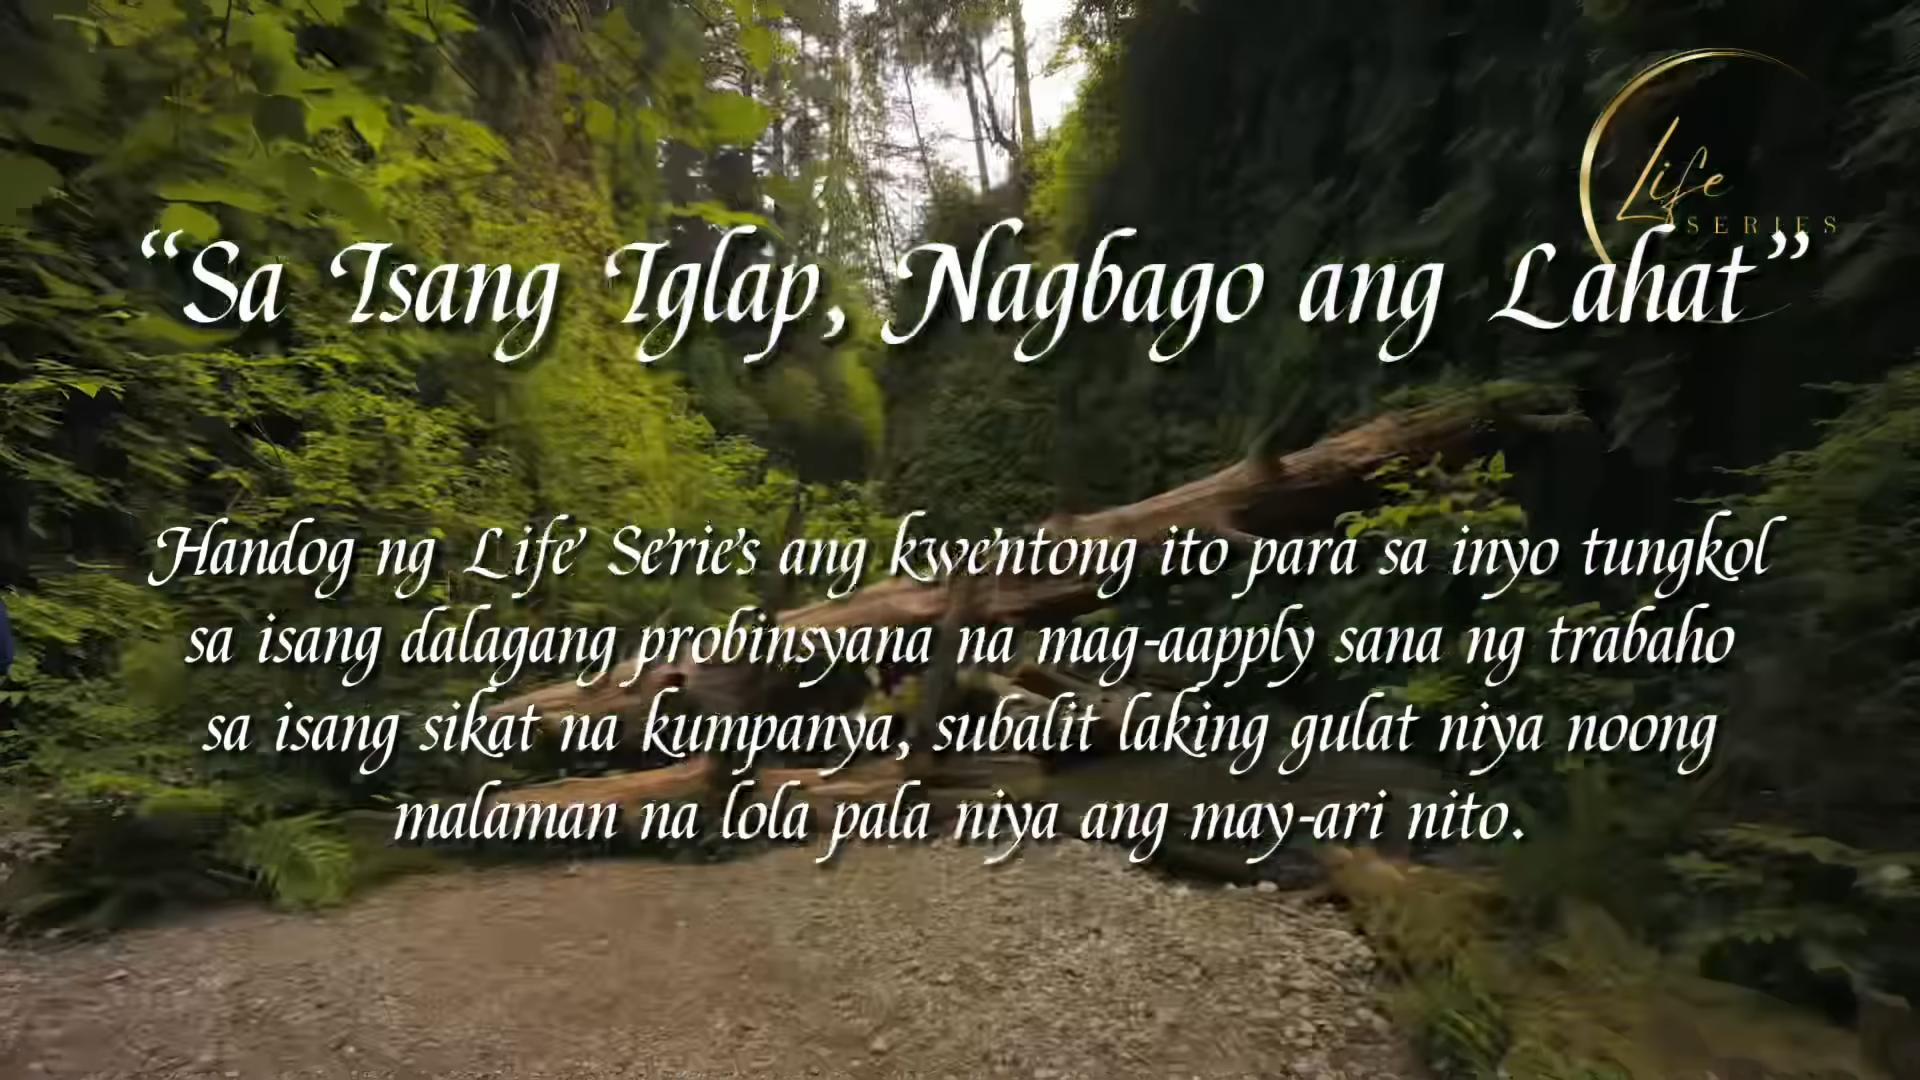 Life
SERIES
“Sa Isang Iglap, Nagbago ang Lahat”
Handog ng Life Series ang kwentong ito para sa inyo tungkol
sa isang dalagang probinsyana na mag-aapply sana ng trabaho
sa isang sikat na kumpanya, subalit laking gulat niya noong
malaman na lola pala niya ang may-ari nito.